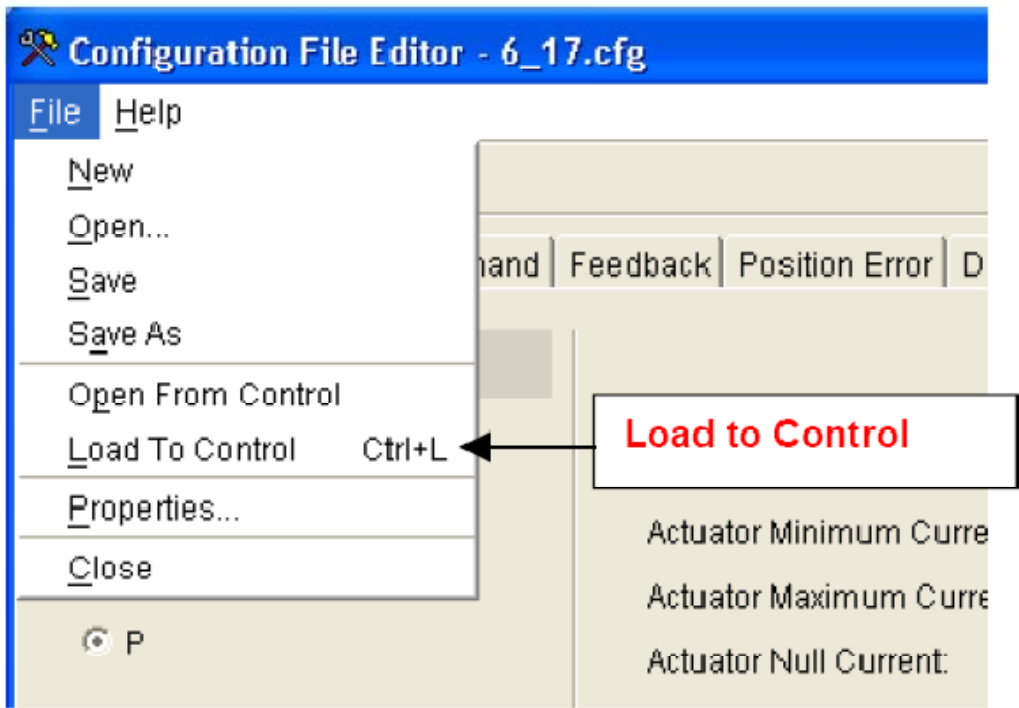 Configuration File Editor - 6_17.cfg
File Help
New
Open...
Save
Save As
Open From Control
Load To Control Ctrl+L
Properties...
Close
Feedback Position Error D
Load to Control
Actuator Minimum Curre
Actuator Maximum Curre
Actuator Null Current:
P